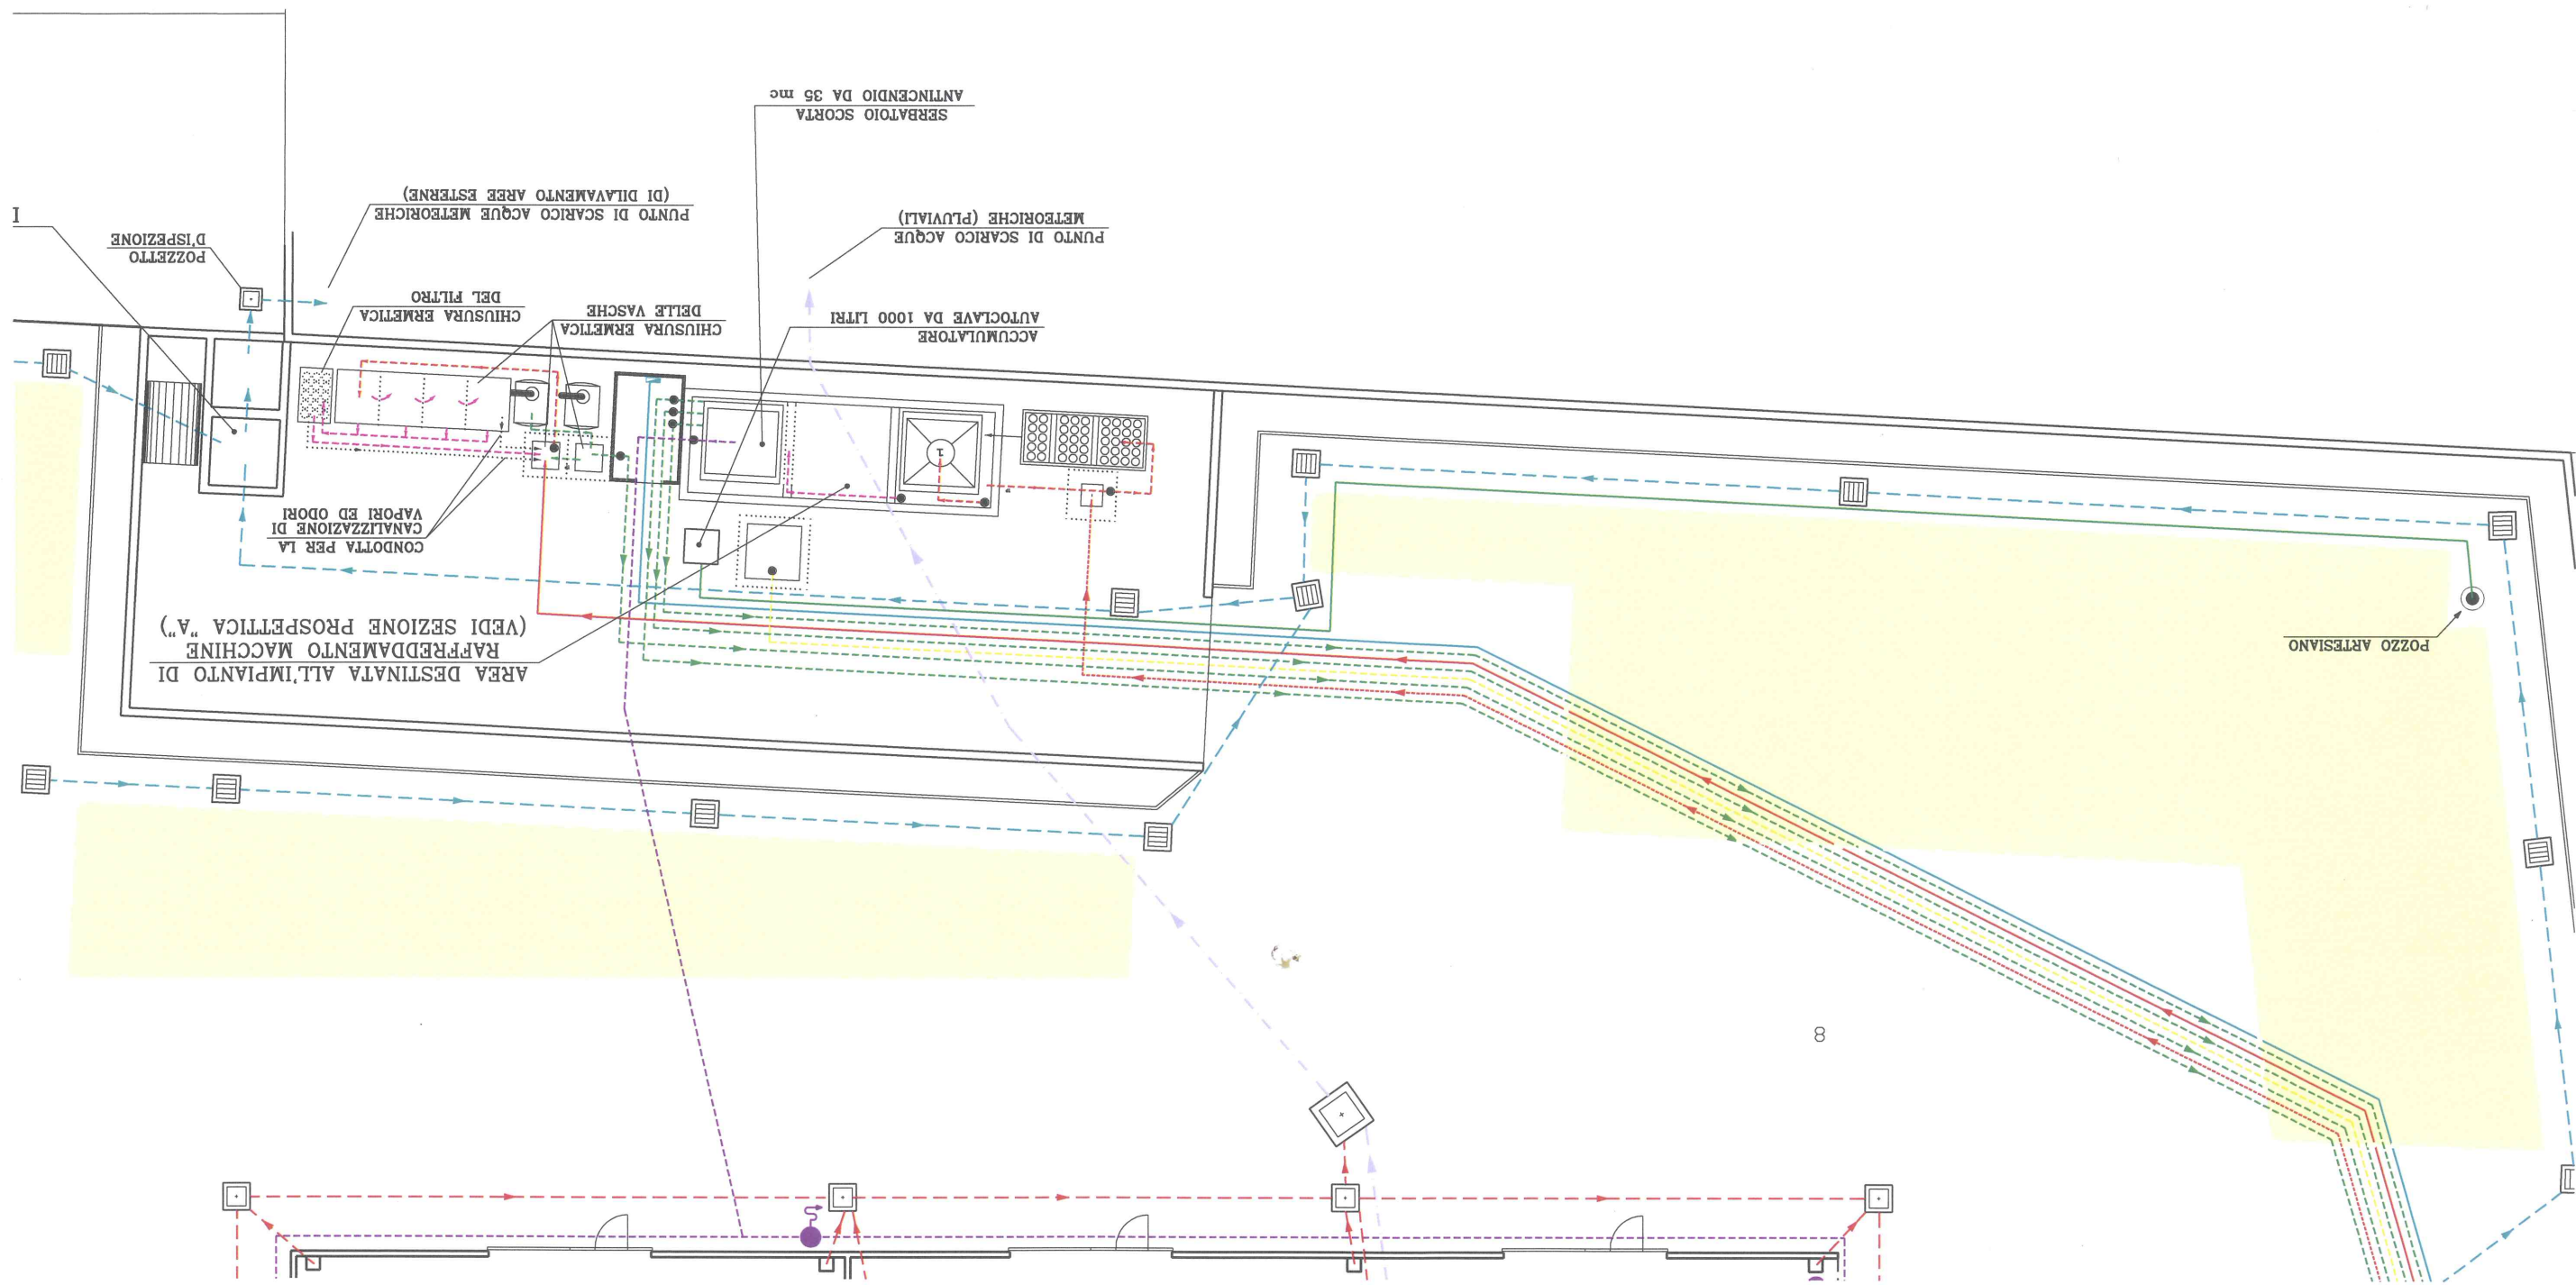 POZZO ARTESIANO
AREA DESTINATA ALL'IMPIANTO DI
RAFFREDDAMENTO MACCHINE
(VEDI SEZIONE PROSPETTICA "A")
CONDOTTA PER LA
CANALIZZAZIONE DI
VAPORI ED ODORI
ACCUMULATORE
AUTOCLAVE DA 1000 LITRI
CHIUSURA ERMETICA
DELLE VASCHE
CHIUSURA ERMETICA
DEL FILTRO
POZZETTO
D'ISPEZIONE
PUNTO DI SCARICO ACQUE
METEORICHE (PLUVIALI)
PUNTO DI SCARICO ACQUE METEORICHE
(DI DILAVAMENTO AREE ESTERNE)
SERBATOIO SCORTA
ANTINCENDIO DA 35 mc
I
1
8